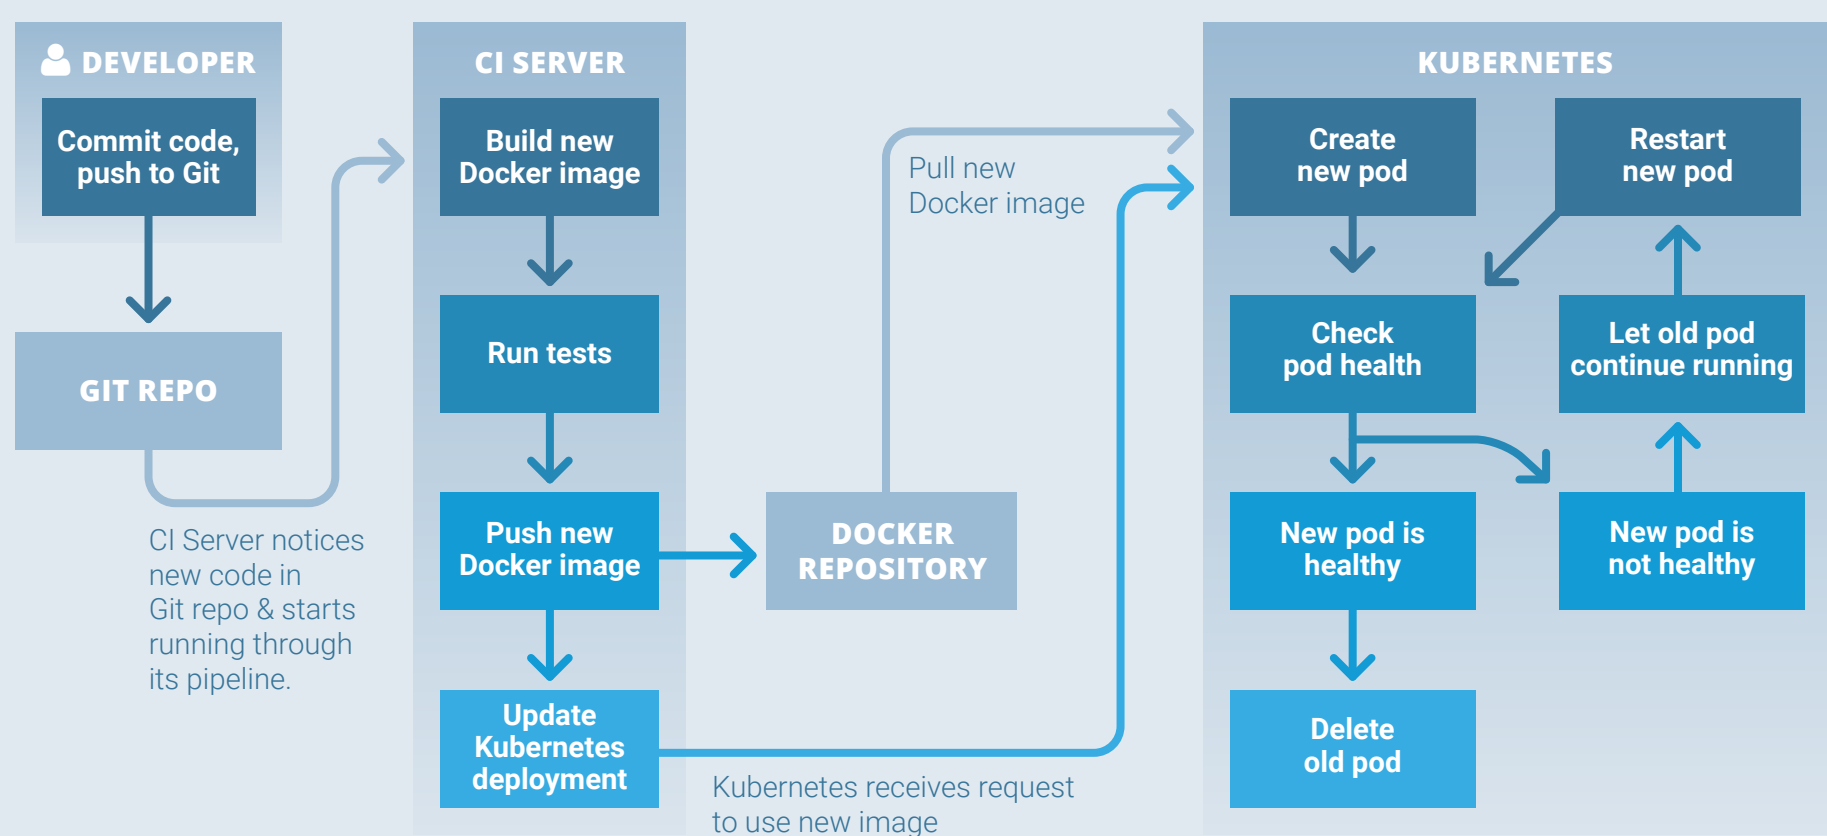 DEVELOPER
Commit code,
push to Git
GIT REPO
CI Server notices
new code in
Git repo & starts
running through
its pipeline.
CI SERVER
Build new
Docker image
Run tests
Push new
Docker image
Update
Kubernetes
deployment
DOCKER
REPOSITORY
Pull new
Docker image
Kubernetes receives request
to use new image
KUBERNETES
Create
new pod
Restart
new pod
Check
pod health
Let old pod
continue running
New pod is
healthy
New pod is
not healthy
Delete
old pod